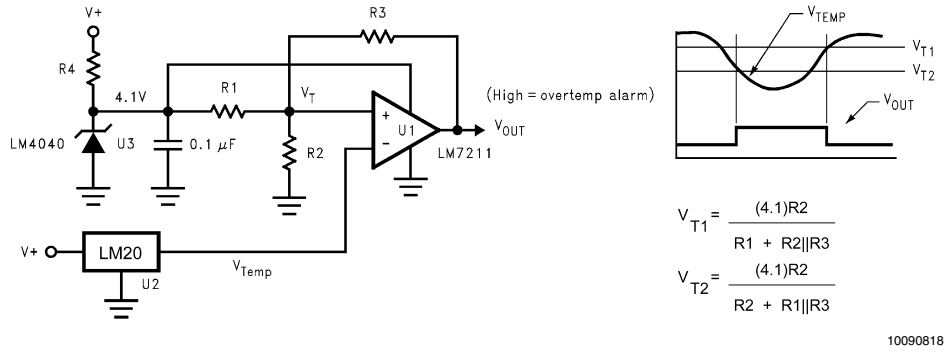 V+
R4
4.1V
LM4040
U3
0.1 μF
R1
VT
R2
R3
+
−
U1
LM7211
(High = overtemp alarm)
VOUT
V+
LM20
U2
VTemp
VTEMP
VT1
VT2
VOUT
VT1 = (4.1)R2
R1 + R2||R3
VT2 = (4.1)R2
R2 + R1||R3
10090818